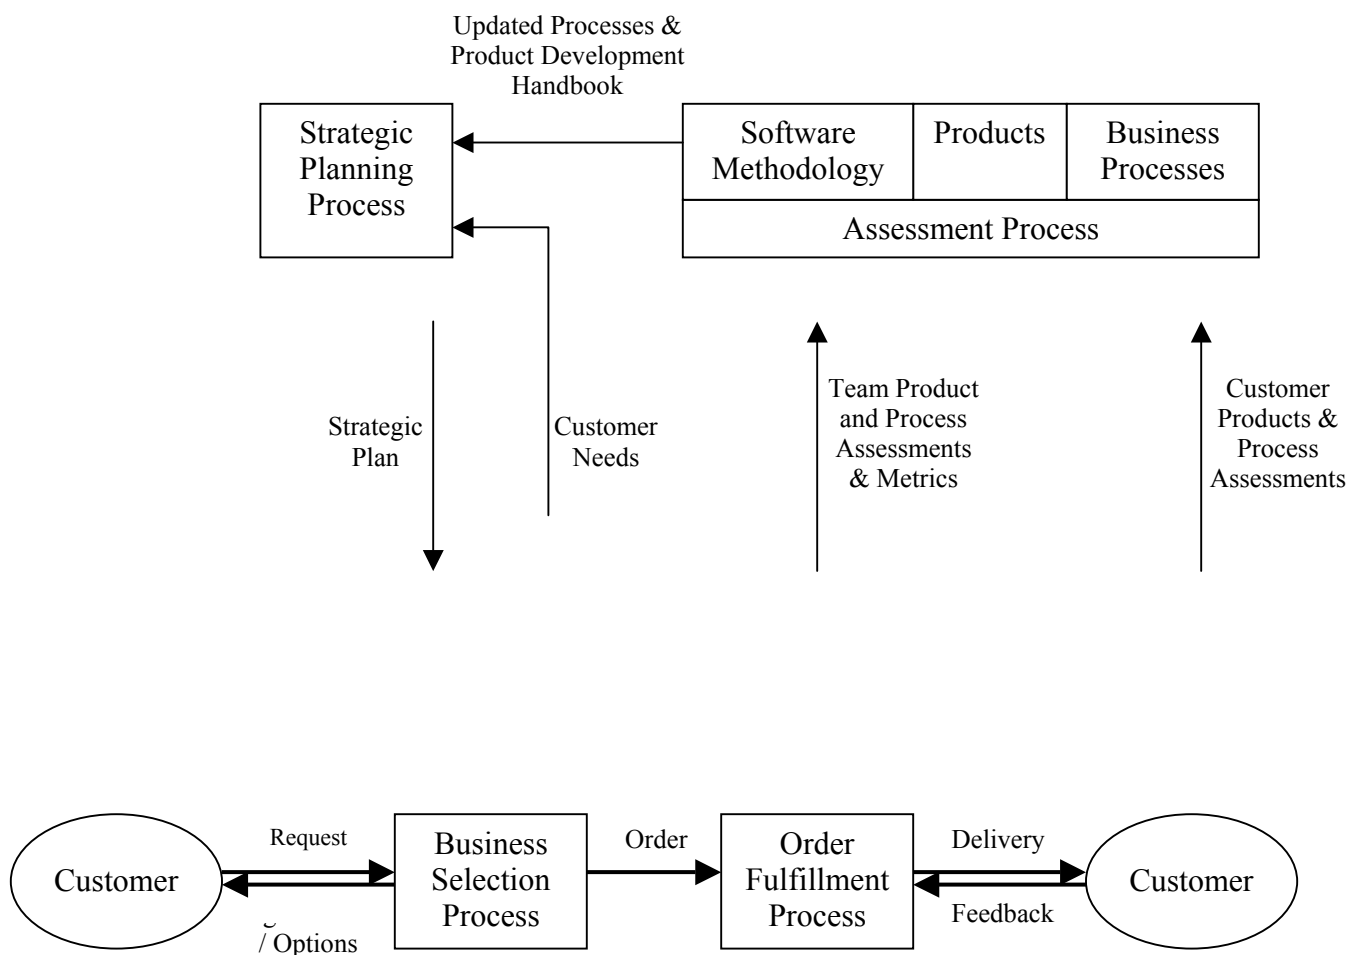 Updated Processes &
Product Development
Handbook
Strategic
Planning
Process
Software
Methodology
Products
Business
Processes
Assessment Process
Strategic
Plan
Customer
Needs
Team Product
and Process
Assessments
& Metrics
Customer
Products &
Process
Assessments
Customer
Request
/ Options
Business
Selection
Process
Order
Order
Fulfillment
Process
Delivery
Feedback
Customer